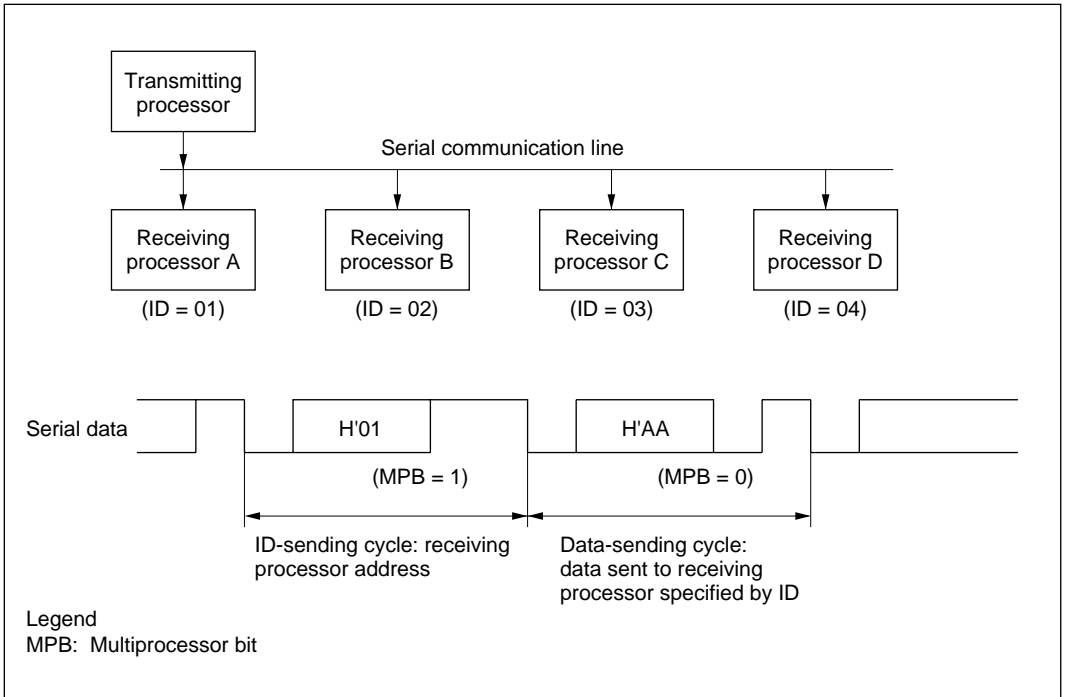 Transmitting
processor
Serial communication line
Receiving
processor A
Receiving
processor B
Receiving
processor C
Receiving
processor D
(ID = 01)
(ID = 02)
(ID = 03)
(ID = 04)
Serial data
H'01
H'AA
(MPB = 1)
(MPB = 0)
ID-sending cycle: receiving
processor address
Data-sending cycle:
data sent to receiving
processor specified by ID
Legend
MPB: Multiprocessor bit